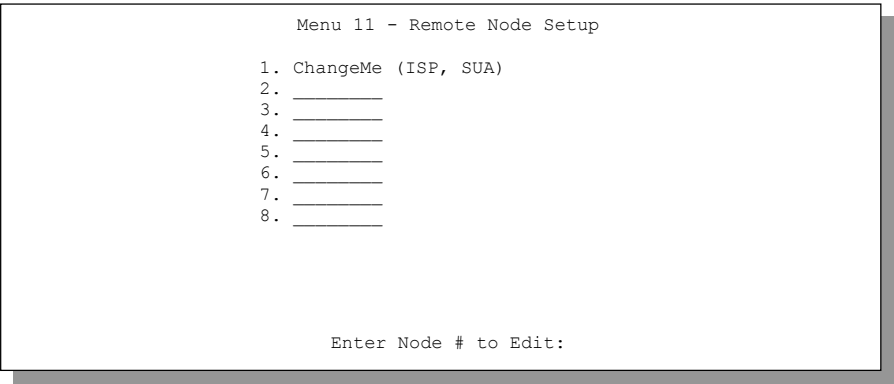 Menu 11 - Remote Node Setup
1. ChangeMe (ISP, SUA)
2. ________
3. ________
4. ________
5. ________
6. ________
7. ________
8. ________
Enter Node # to Edit: